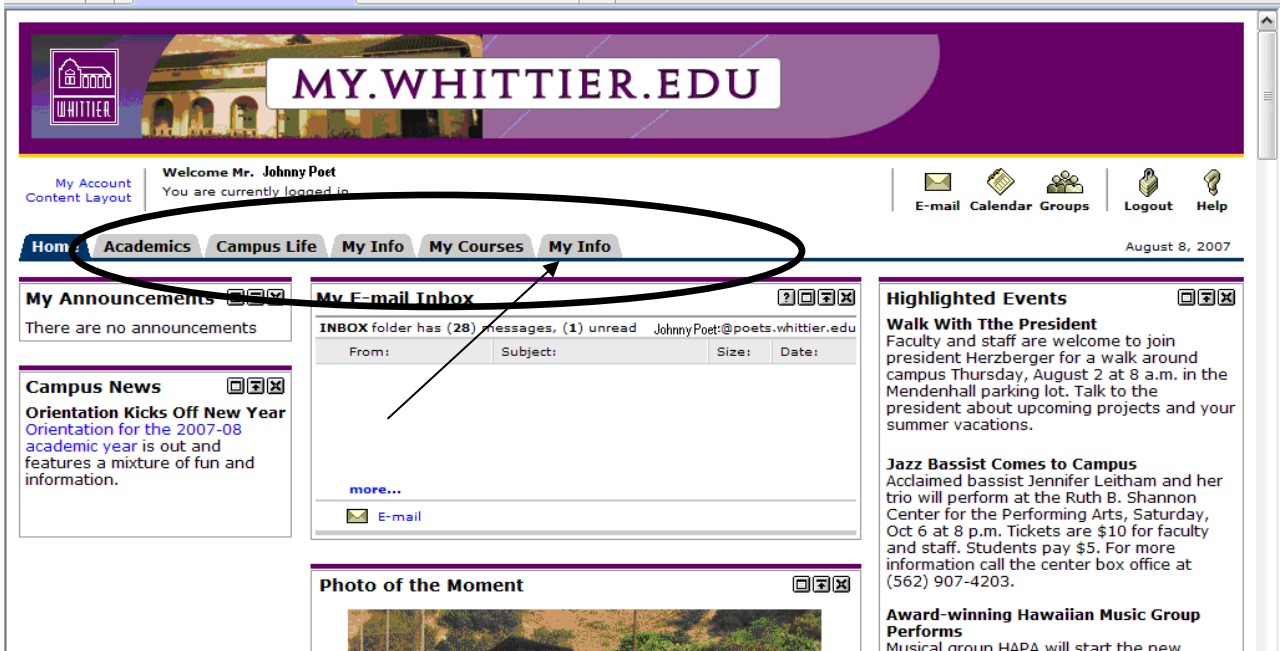 WHITTIER
MY.WHITTIER.EDU
My Account
Content Layout
Welcome Mr. Johnny Poet
You are currently logged in
E-mail Calendar Groups Logout Help
Home Academics Campus Life My Info My Courses My Info
August 8, 2007
My Announcements
There are no announcements
Campus News
Orientation Kicks Off New Year
Orientation for the 2007-08
academic year is out and
features a mixture of fun and
information.
My E-mail Inbox
?
INBOX folder has (28) messages, (1) unread Johnny Poet:@poets.whittier.edu
From: Subject: Size: Date:
more...
E-mail
Photo of the Moment
Highlighted Events
Walk With Tthe President
Faculty and staff are welcome to join
president Herzberger for a walk around
campus Thursday, August 2 at 8 a.m. in the
Mendenhall parking lot. Talk to the
president about upcoming projects and your
summer vacations.
Jazz Bassist Comes to Campus
Acclaimed bassist Jennifer Leitham and her
trio will perform at the Ruth B. Shannon
Center for the Performing Arts, Saturday,
Oct 6 at 8 p.m. Tickets are $10 for faculty
and staff. Students pay $5. For more
information call the center box office at
(562) 907-4203.
Award-winning Hawaiian Music Group
Performs
Musical group HAPA will start the new